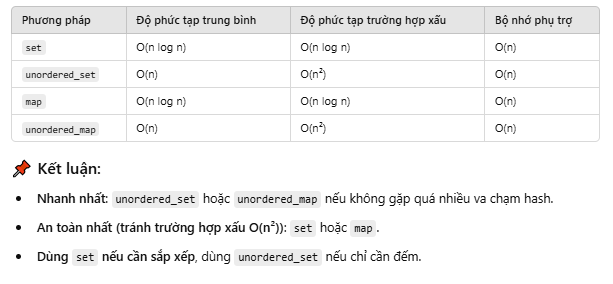 Phương pháp Độ phức tạp trung bình Độ phức tạp trường hợp xấu Bộ nhớ phụ trợ
set O(n log n) O(n log n) O(n)
unordered_set O(n) O(n²) O(n)
map O(n log n) O(n log n) O(n)
unordered_map O(n) O(n²) O(n)
📌 Kết luận:
• Nhanh nhất: unordered_set hoặc unordered_map nếu không gặp quá nhiều va chạm hash.
• An toàn nhất (tránh trường hợp xấu O(n²)): set hoặc map.
• Dùng set nếu cần sắp xếp, dùng unordered_set nếu chỉ cần đếm.